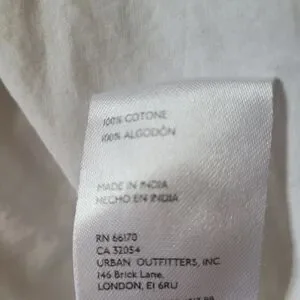 100% COTONE
100% ALGODÓN
MADE IN INDIA
HECHO EN INDIA
RN 66170
CA 32054
URBAN OUTFITTERS, INC
146 Brick Lane,
LONDON, E1 6RU